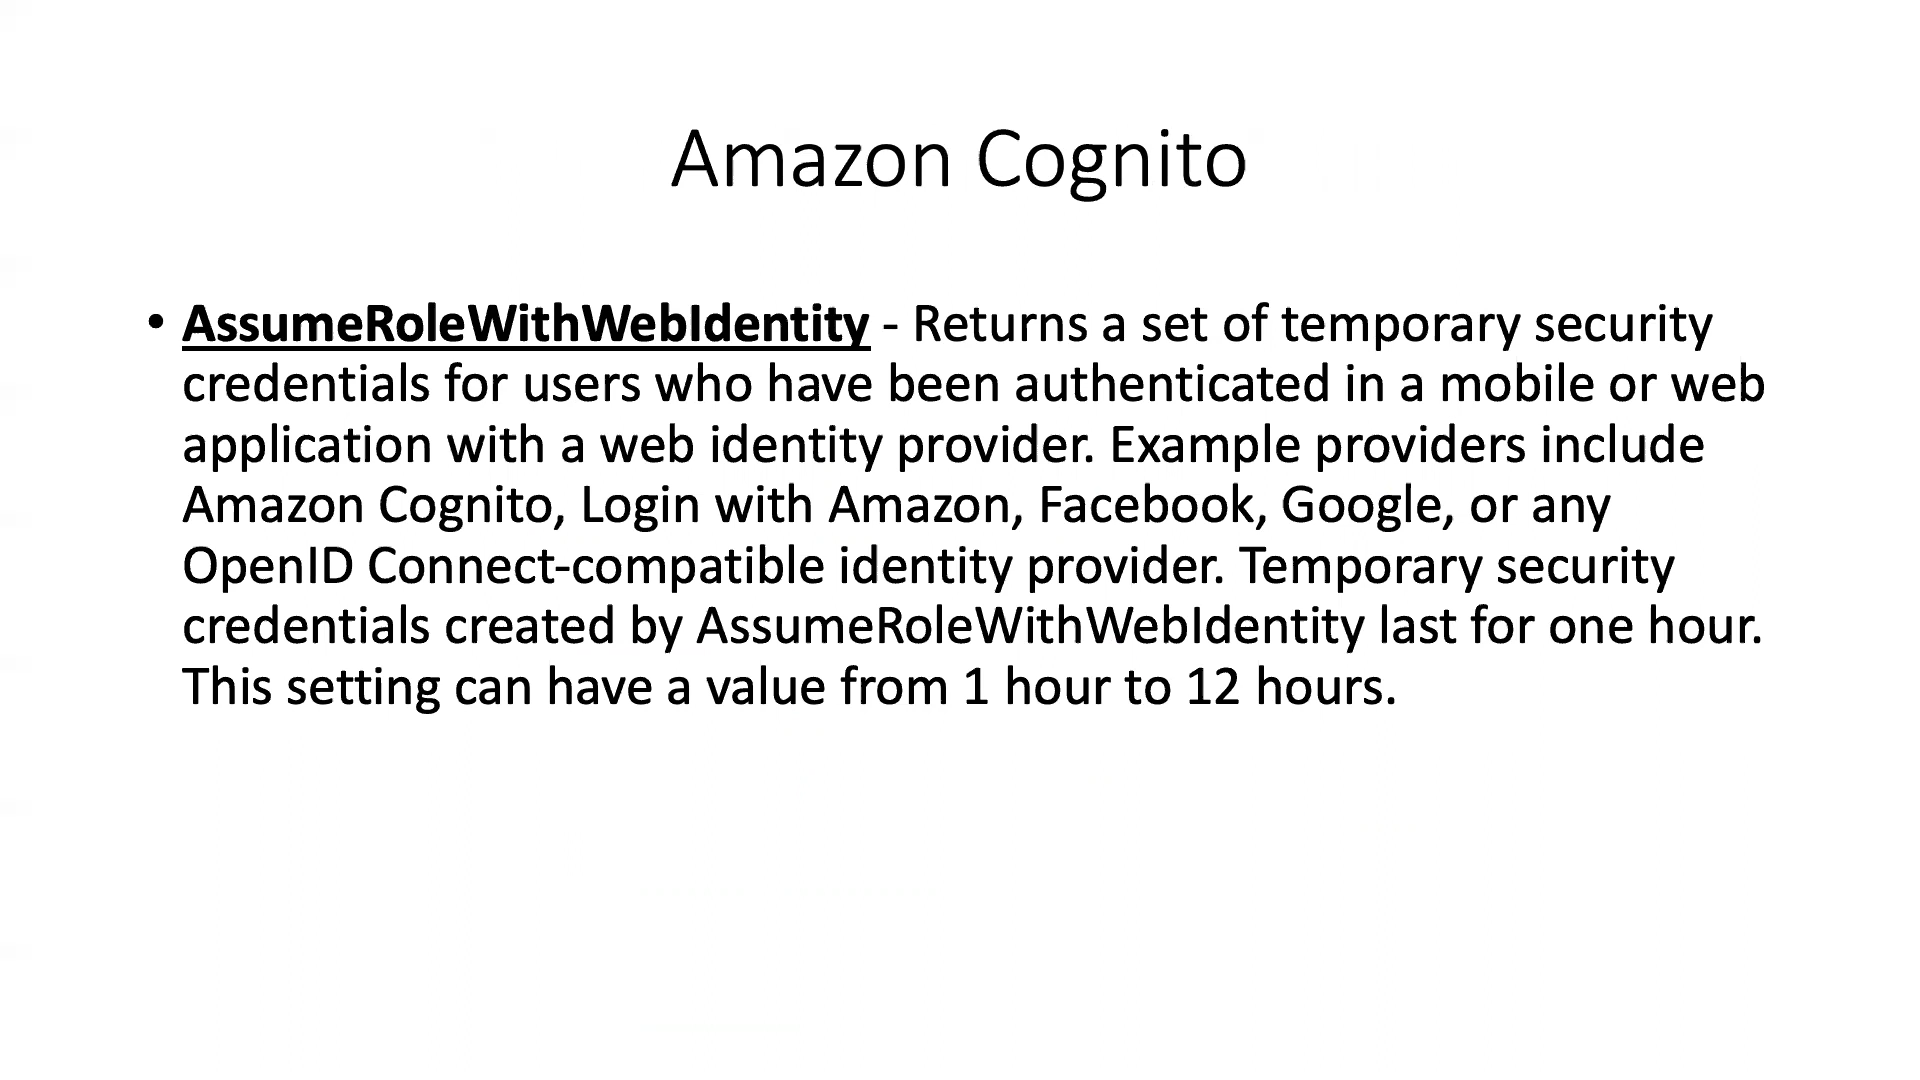 Amazon Cognito
• AssumeRoleWithWebIdentity - Returns a set of temporary security
credentials for users who have been authenticated in a mobile or web
application with a web identity provider. Example providers include
Amazon Cognito, Login with Amazon, Facebook, Google, or any
OpenID Connect-compatible identity provider. Temporary security
credentials created by AssumeRoleWithWebIdentity last for one hour.
This setting can have a value from 1 hour to 12 hours.